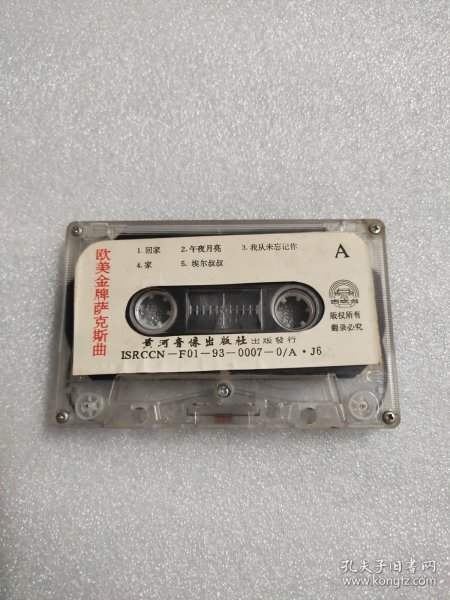 欧美金牌萨克斯曲
1.回家 2.午夜月亮 3.我从未忘记你
4.家 5.埃尔叔叔
A
版权所有
翻录必究
黄河音像出版社出版發行
ISRCCN-F01-93-0007-0/A·J6
孔夫子旧书网
www.kongfz.com